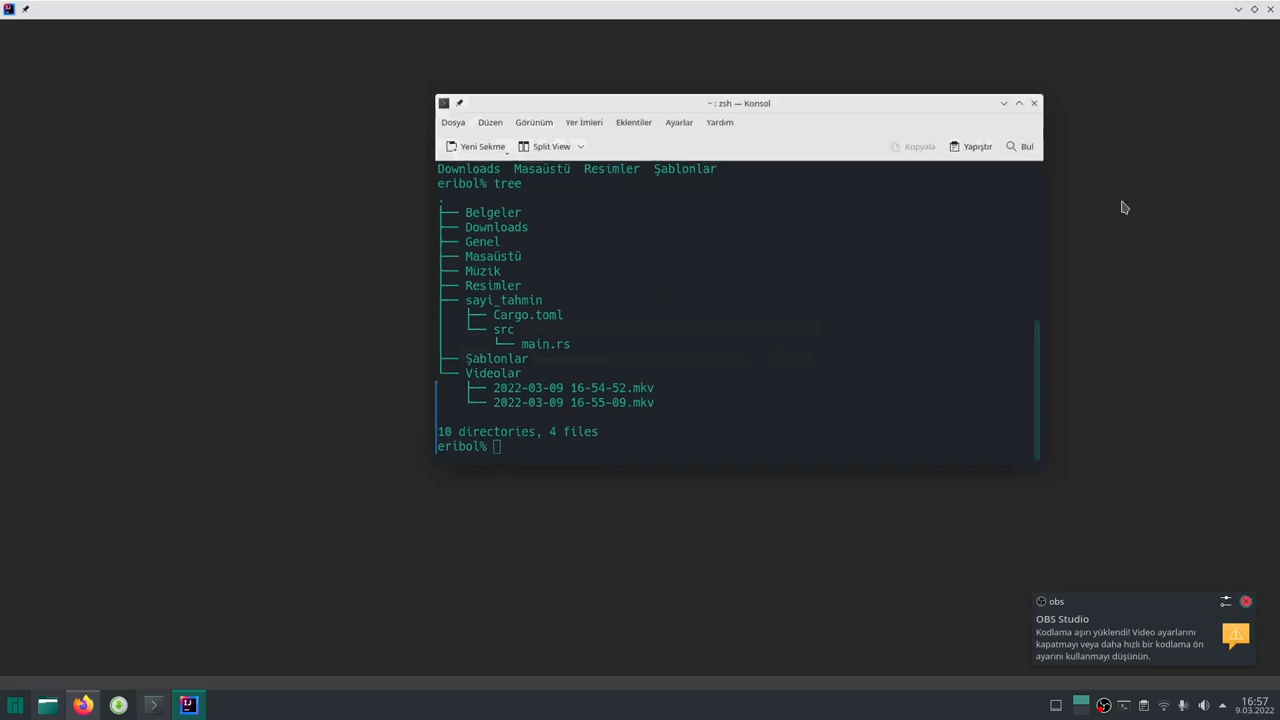 ~ : zsh — Konsol
Dosya Düzen Görünüm Yer İmleri Eklentiler Ayarlar Yardım
Yeni Sekme Split View Kopyala Yapıştır Bul
Downloads Masaüstü Resimler Şablonlar
eribol% tree
.
├── Belgeler
├── Downloads
├── Genel
├── Masaüstü
├── Müzik
├── Resimler
├── sayi_tahmin
│   ├── Cargo.toml
│   └── src
│       └── main.rs
├── Şablonlar
└── Videolar
    ├── 2022-03-09 16-54-52.mkv
    └── 2022-03-09 16-55-09.mkv
10 directories, 4 files
eribol%
obs
OBS Studio
Kodlama aşırı yüklendi! Video ayarlarını
kapatmayı veya daha hızlı bir kodlama ön
ayarını kullanmayı düşünün.
IJ
16:57
9.03.2022